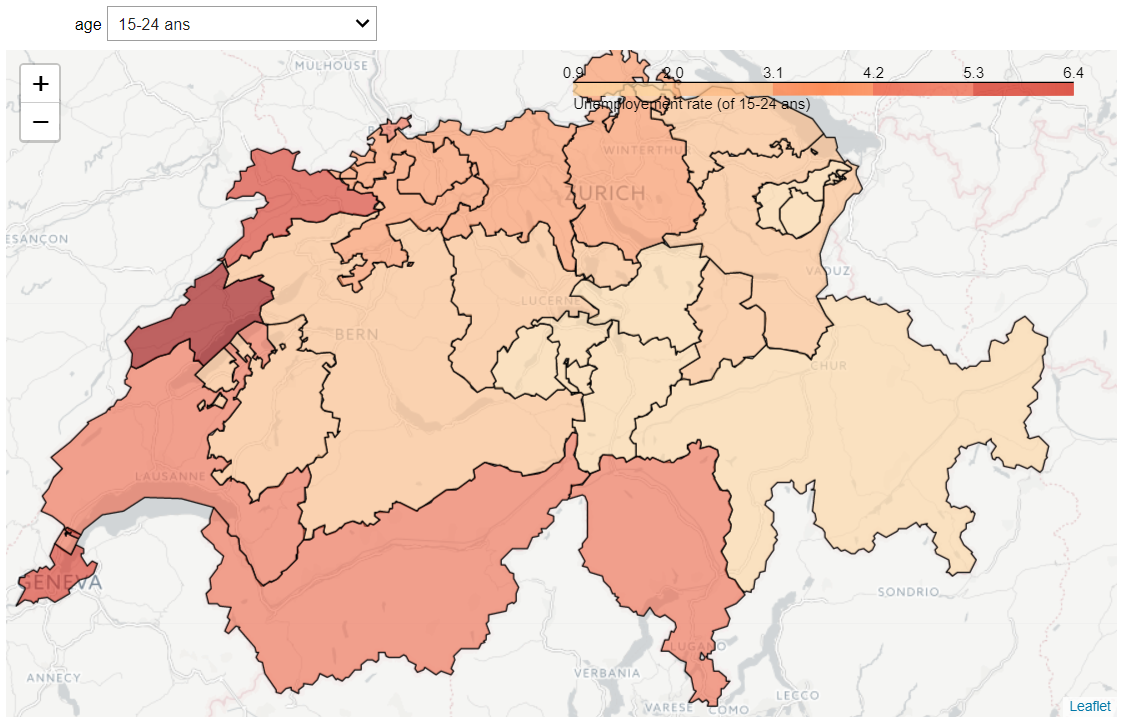 age 15-24 ans
+
−
MULHOUSE
0.9 2.0 3.1 4.2 5.3 6.4
Unemployement rate (of 15-24 ans)
WINTERTHU
ZURICH
ESANÇON
VADUZ
LUCERNE
BERN
CHUR
LAUSANNE
GENEVA
SONDRIO
LUGANO
ANNECY
VERBANIA
LECCO
VARESE COMO
Leaflet